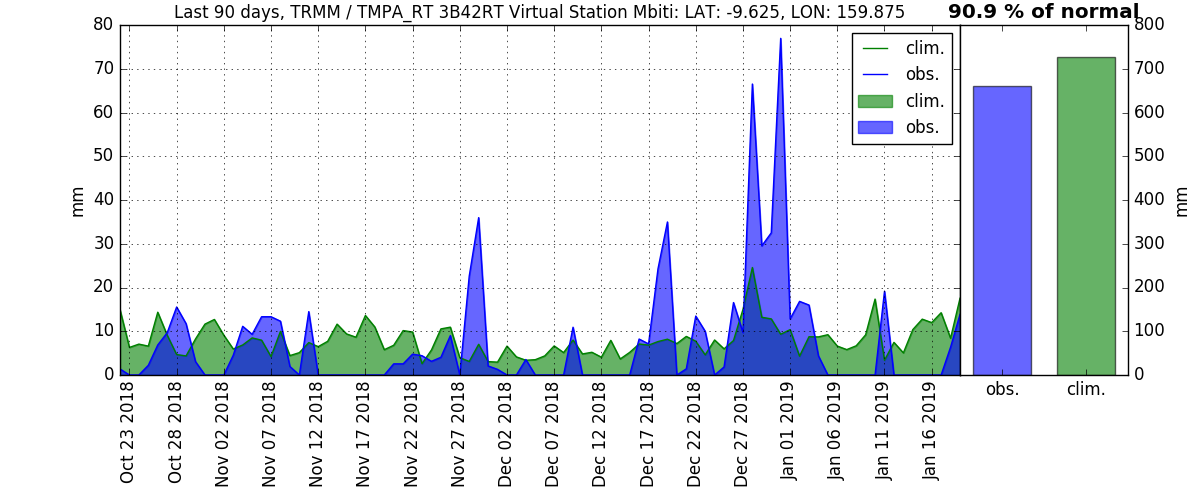 Last 90 days, TRMM / TMPA_RT 3B42RT Virtual Station Mbiti: LAT: -9.625, LON: 159.875
90.9 % of normal
80
70
60
50
40
30
20
10
0
mm
clim.
obs.
clim.
obs.
800
700
600
500
400
300
200
100
0
mm
obs.
clim.
Oct 23 2018
Oct 28 2018
Nov 02 2018
Nov 07 2018
Nov 12 2018
Nov 17 2018
Nov 22 2018
Nov 27 2018
Dec 02 2018
Dec 07 2018
Dec 12 2018
Dec 17 2018
Dec 22 2018
Dec 27 2018
Jan 01 2019
Jan 06 2019
Jan 11 2019
Jan 16 2019